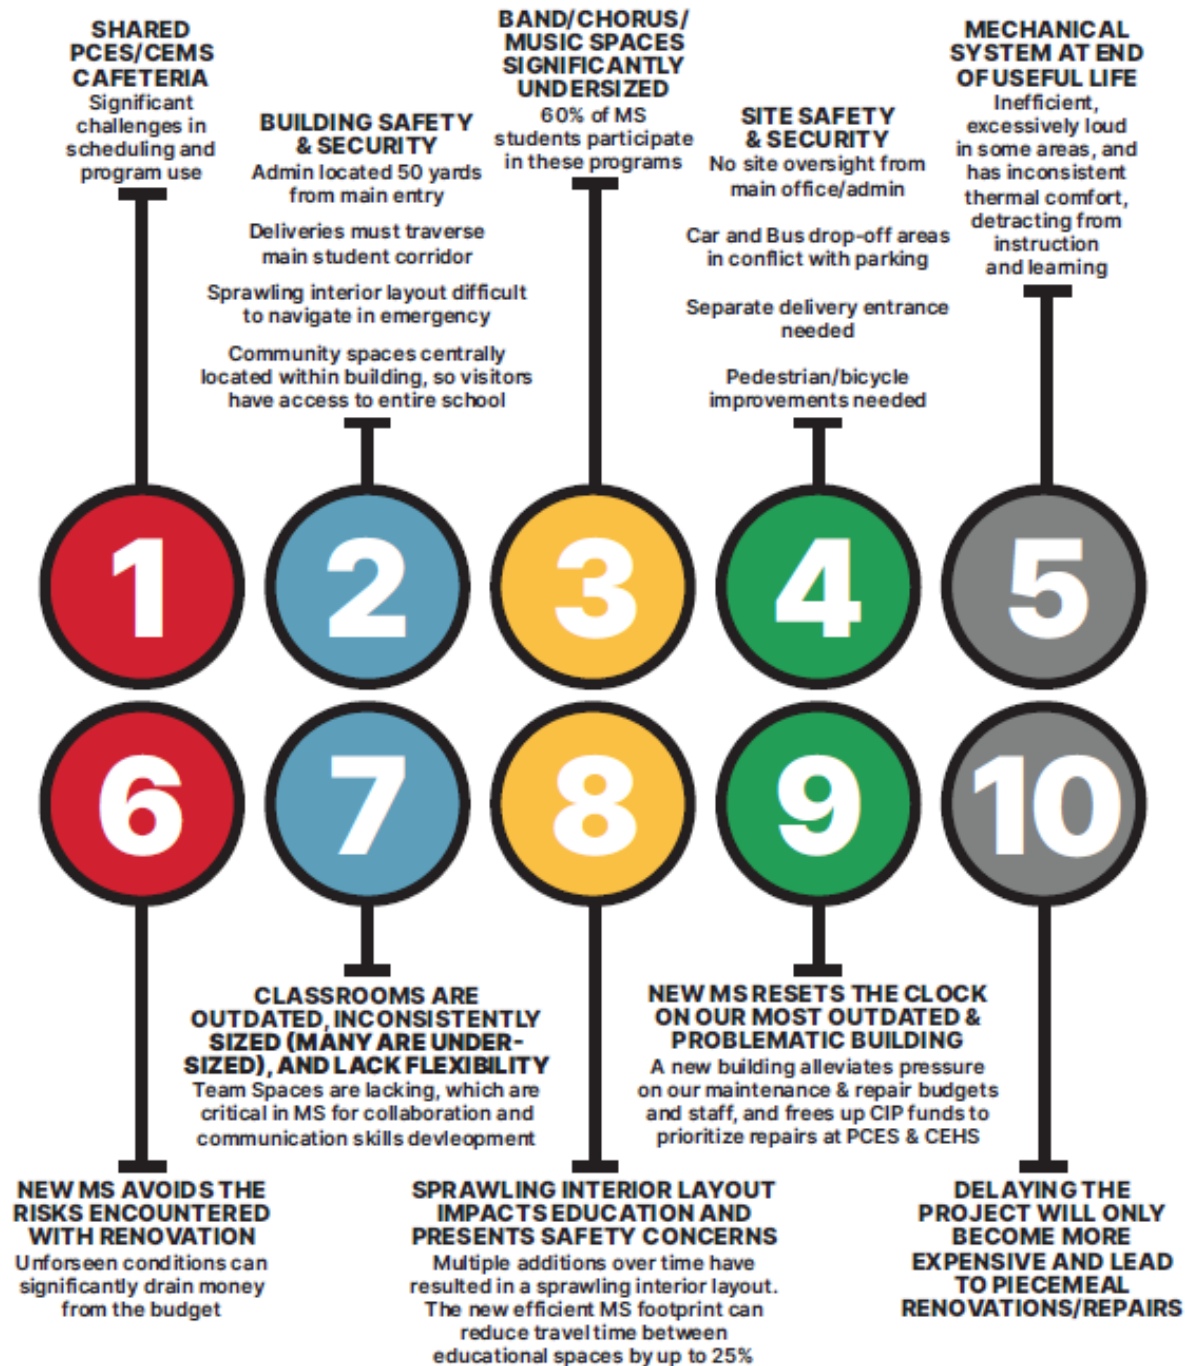 SHARED
PCES/CEMS
CAFETERIA
Significant
challenges in
scheduling and
program use
BUILDING SAFETY
& SECURITY
Admin located 50 yards
from main entry
Deliveries must traverse
main student corridor
Sprawling interior layout difficult
to navigate in emergency
Community spaces centrally
located within building, so visitors
have access to entire school
BAND/CHORUS/
MUSIC SPACES
SIGNIFICANTLY
UNDERSIZED
60% of MS
students participate
in these programs
SITE SAFETY
& SECURITY
No site oversight from
main office/admin
Car and Bus drop-off areas
in conflict with parking
Separate delivery entrance
needed
Pedestrian/bicycle
improvements needed
MECHANICAL
SYSTEM AT END
OF USEFUL LIFE
Inefficient,
excessively loud
in some areas, and
has inconsistent
thermal comfort,
detracting from
instruction
and learning
1
2
3
4
5
6
7
8
9
10
NEW MS AVOIDS THE
RISKS ENCOUNTERED
WITH RENOVATION
Unforseen conditions can
significantly drain money
from the budget
CLASSROOMS ARE
OUTDATED, INCONSISTENTLY
SIZED (MANY ARE UNDER-
SIZED), AND LACK FLEXIBILITY
Team Spaces are lacking, which are
critical in MS for collaboration and
communication skills devleopment
SPRAWLING INTERIOR LAYOUT
IMPACTS EDUCATION AND
PRESENTS SAFETY CONCERNS
Multiple additions over time have
resulted in a sprawling interior layout.
The new efficient MS footprint can
reduce travel time between
educational spaces by up to 25%
NEW MS RESETS THE CLOCK
ON OUR MOST OUTDATED &
PROBLEMATIC BUILDING
A new building alleviates pressure
on our maintenance & repair budgets
and staff, and frees up CIP funds to
prioritize repairs at PCES & CEHS
DELAYING THE
PROJECT WILL ONLY
BECOME MORE
EXPENSIVE AND LEAD
TO PIECEMEAL
RENOVATIONS/REPAIRS